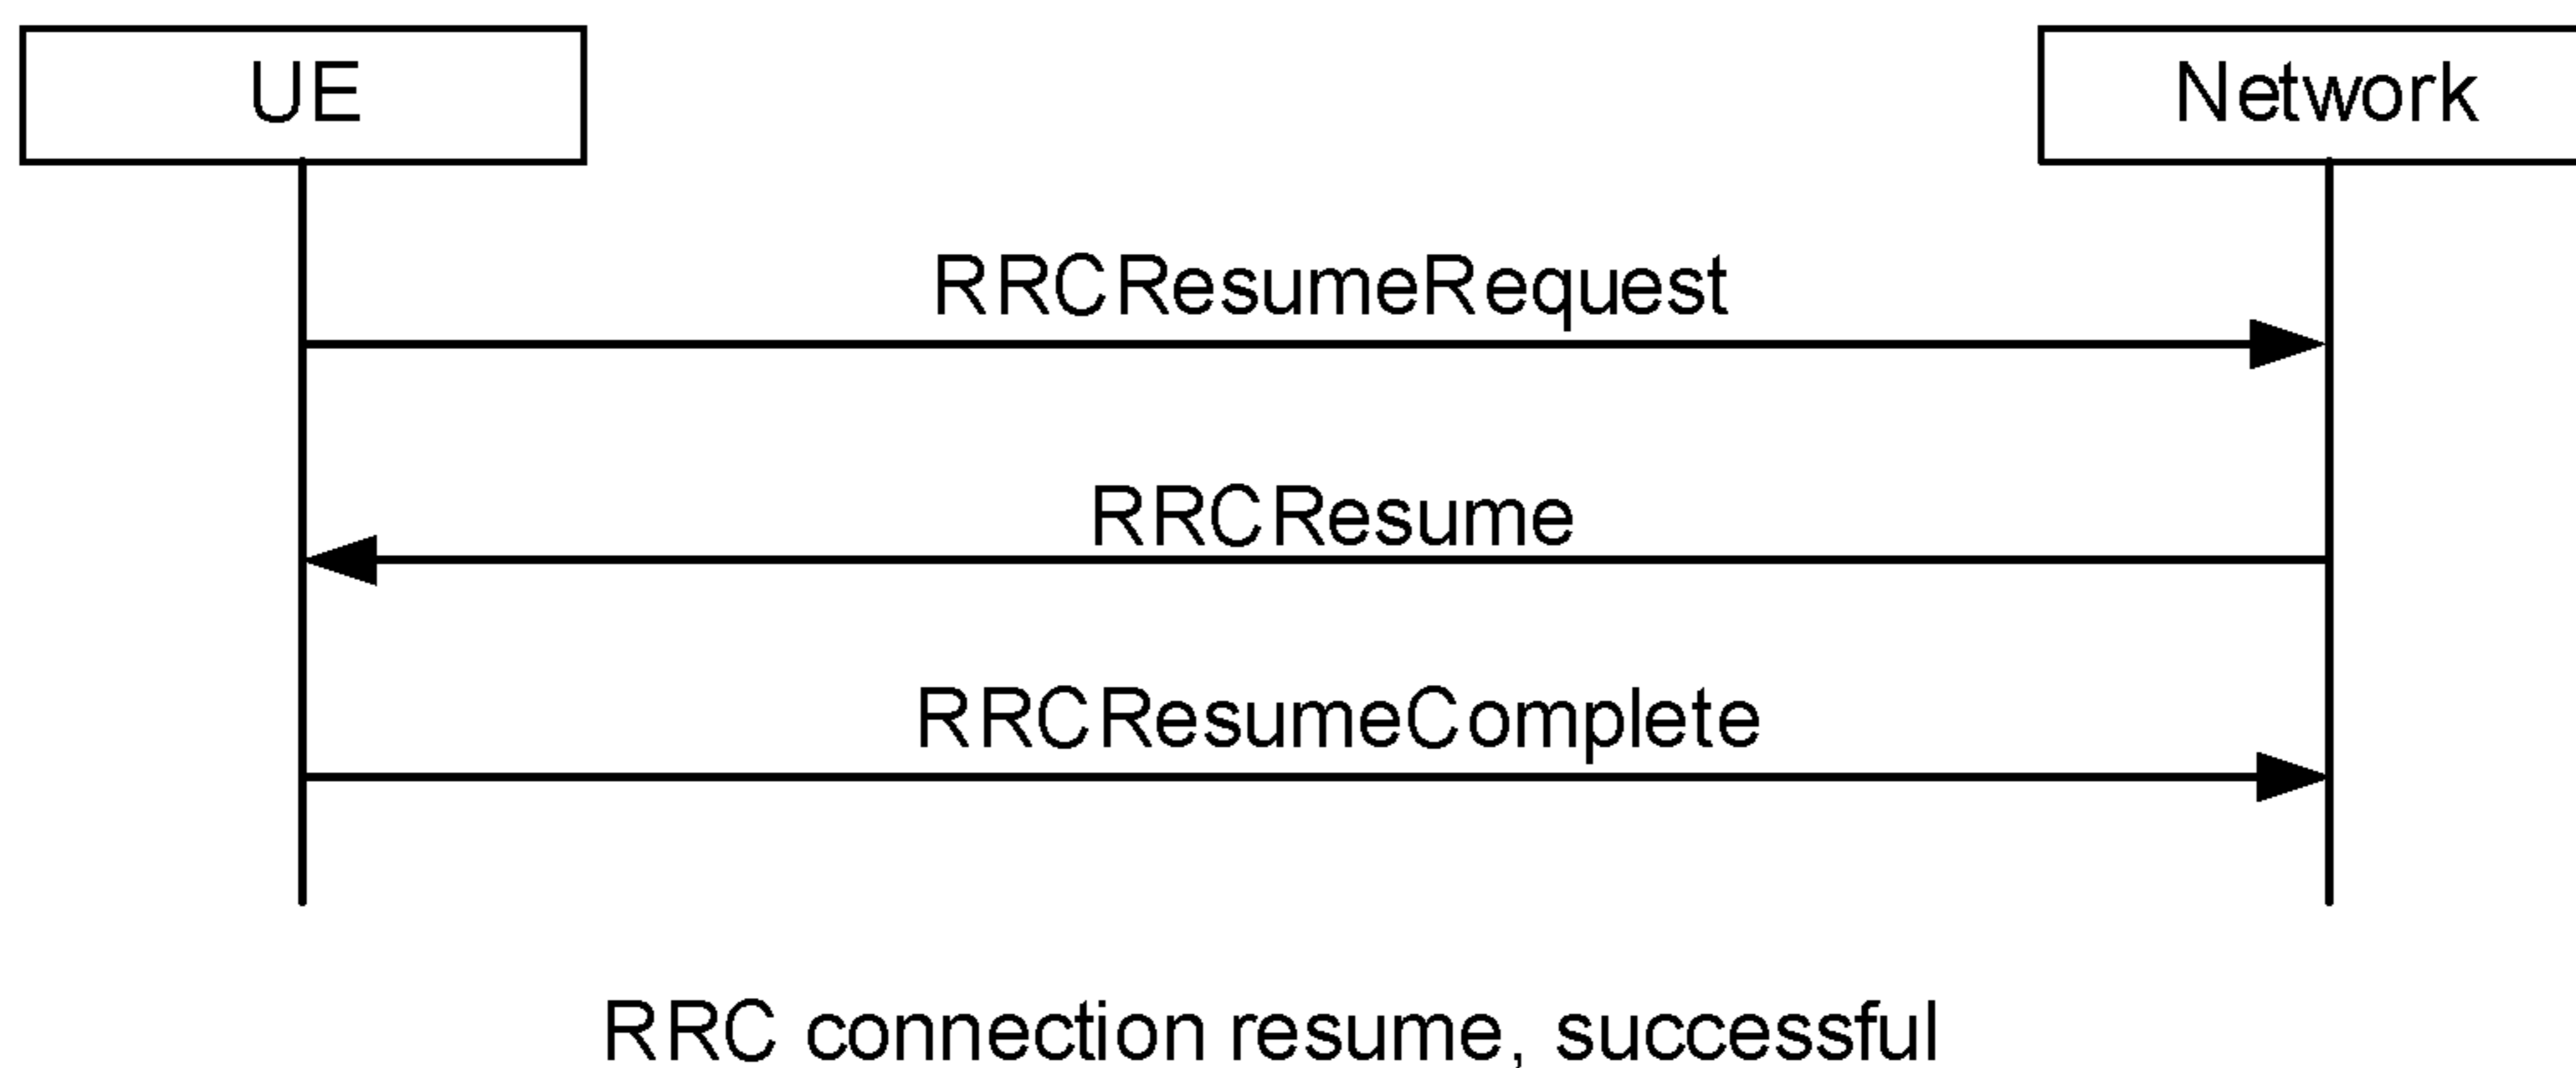 UE
Network
RRCResumeRequest
RRCResume
RRCResumeComplete
RRC connection resume, successful